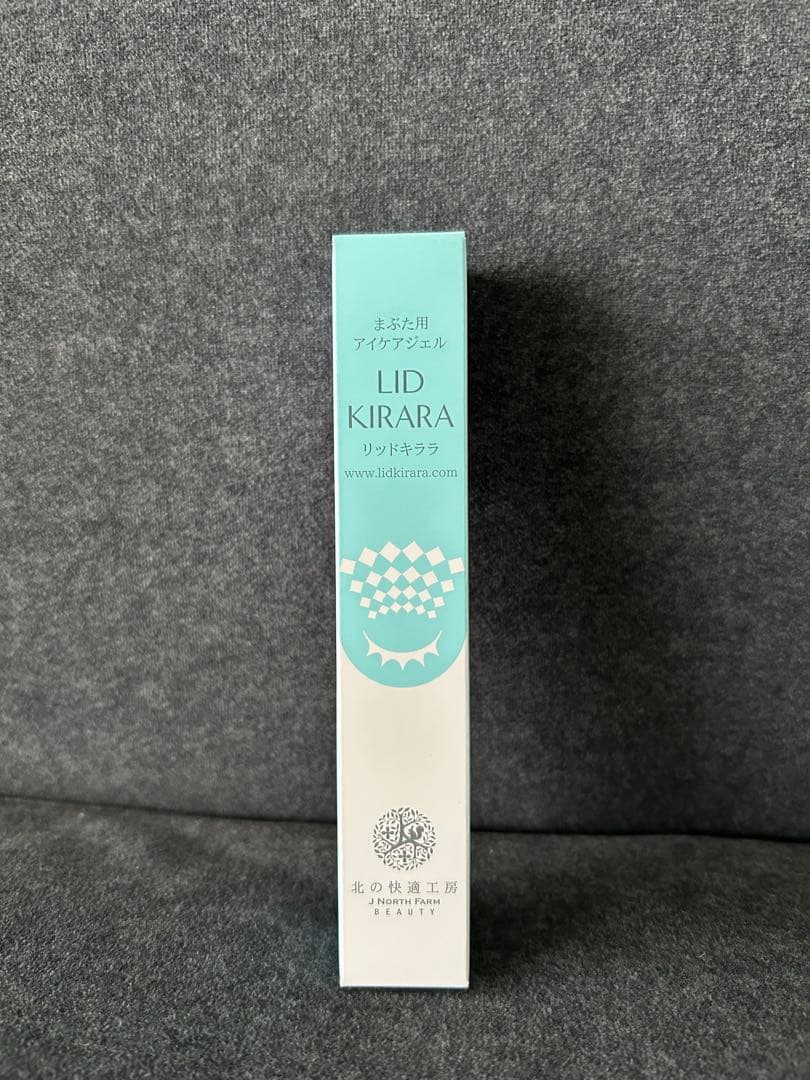 まぶた用
アイケアジェル
LID
KIRARA
リッドキララ
www.lidkirara.com
北の快適工房
J NORTH FARM
BEAUTY